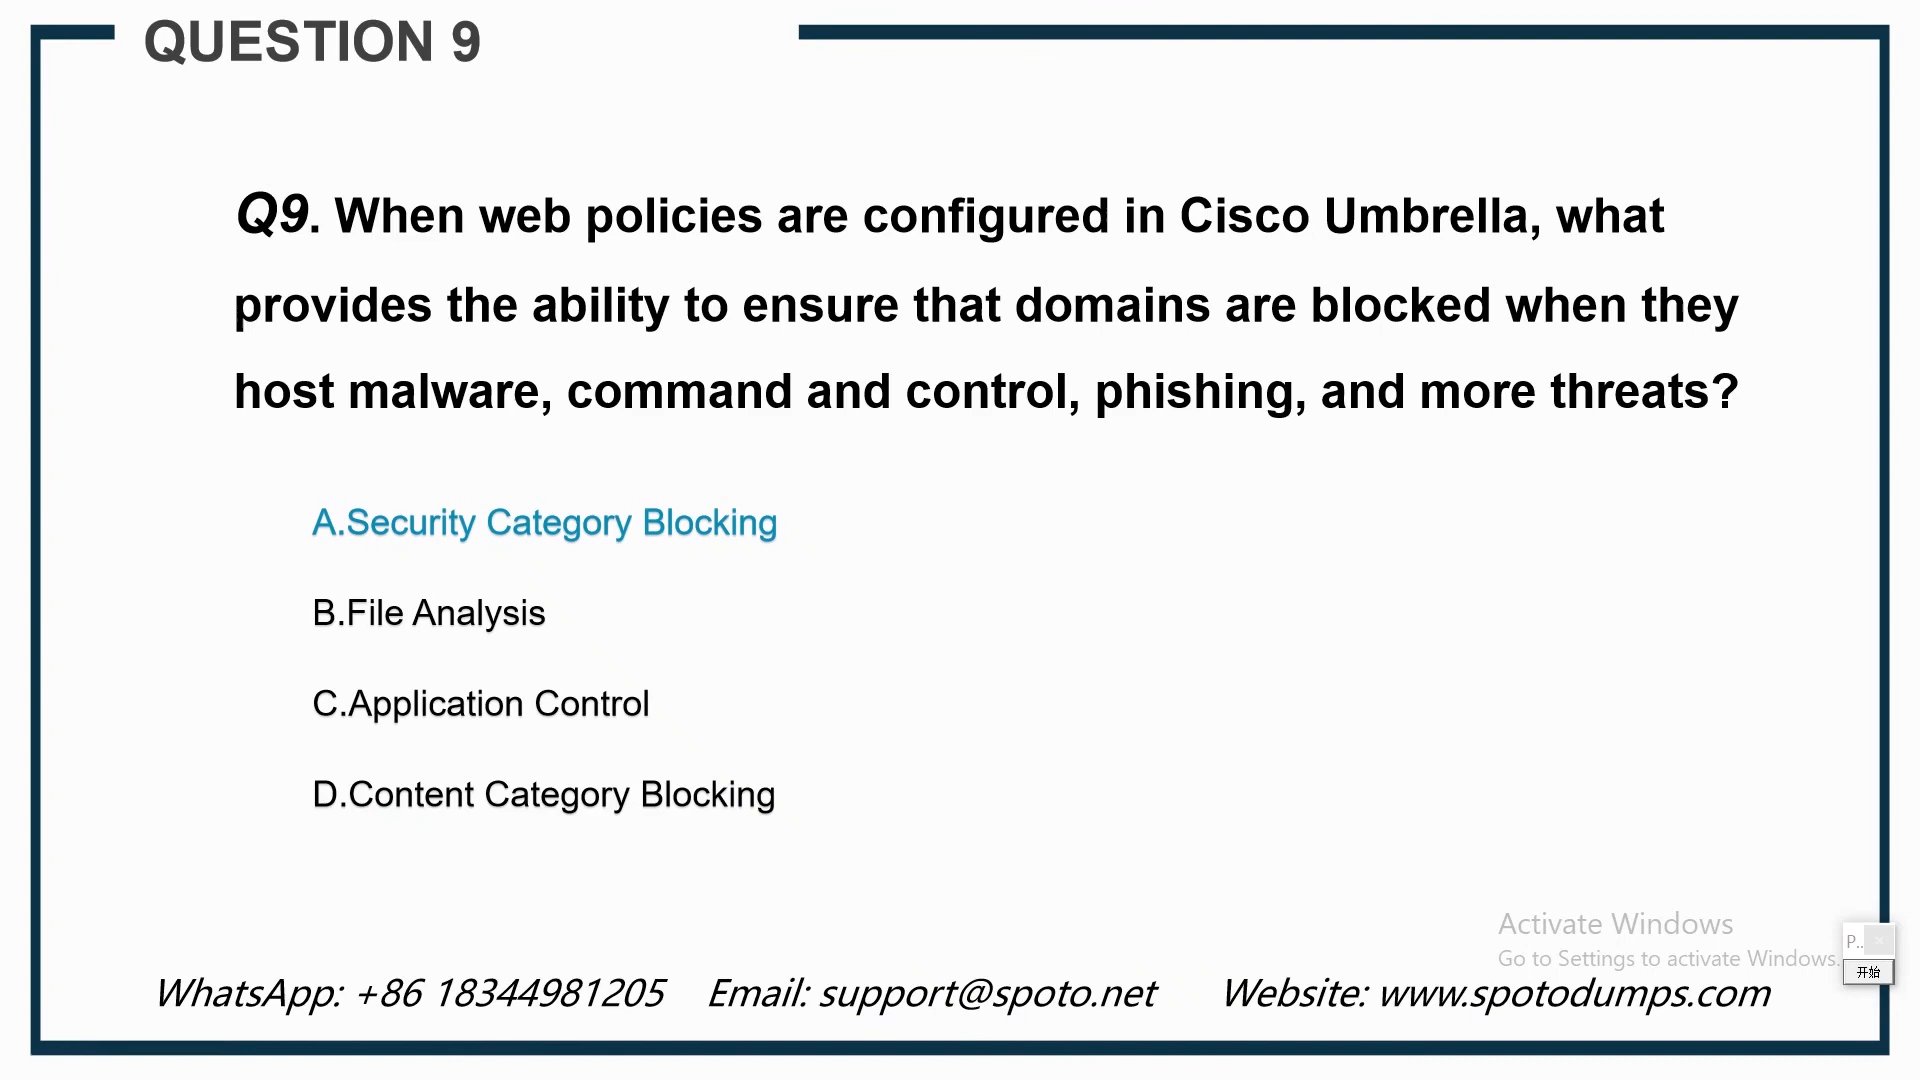 QUESTION 9
Q9. When web policies are configured in Cisco Umbrella, what
provides the ability to ensure that domains are blocked when they
host malware, command and control, phishing, and more threats?
A.Security Category Blocking
B.File Analysis
C.Application Control
D.Content Category Blocking
Activate Windows
Go to Settings to activate Windows.
P..
开始
WhatsApp: +86 18344981205 Email: support@spoto.net Website: www.spotodumps.com